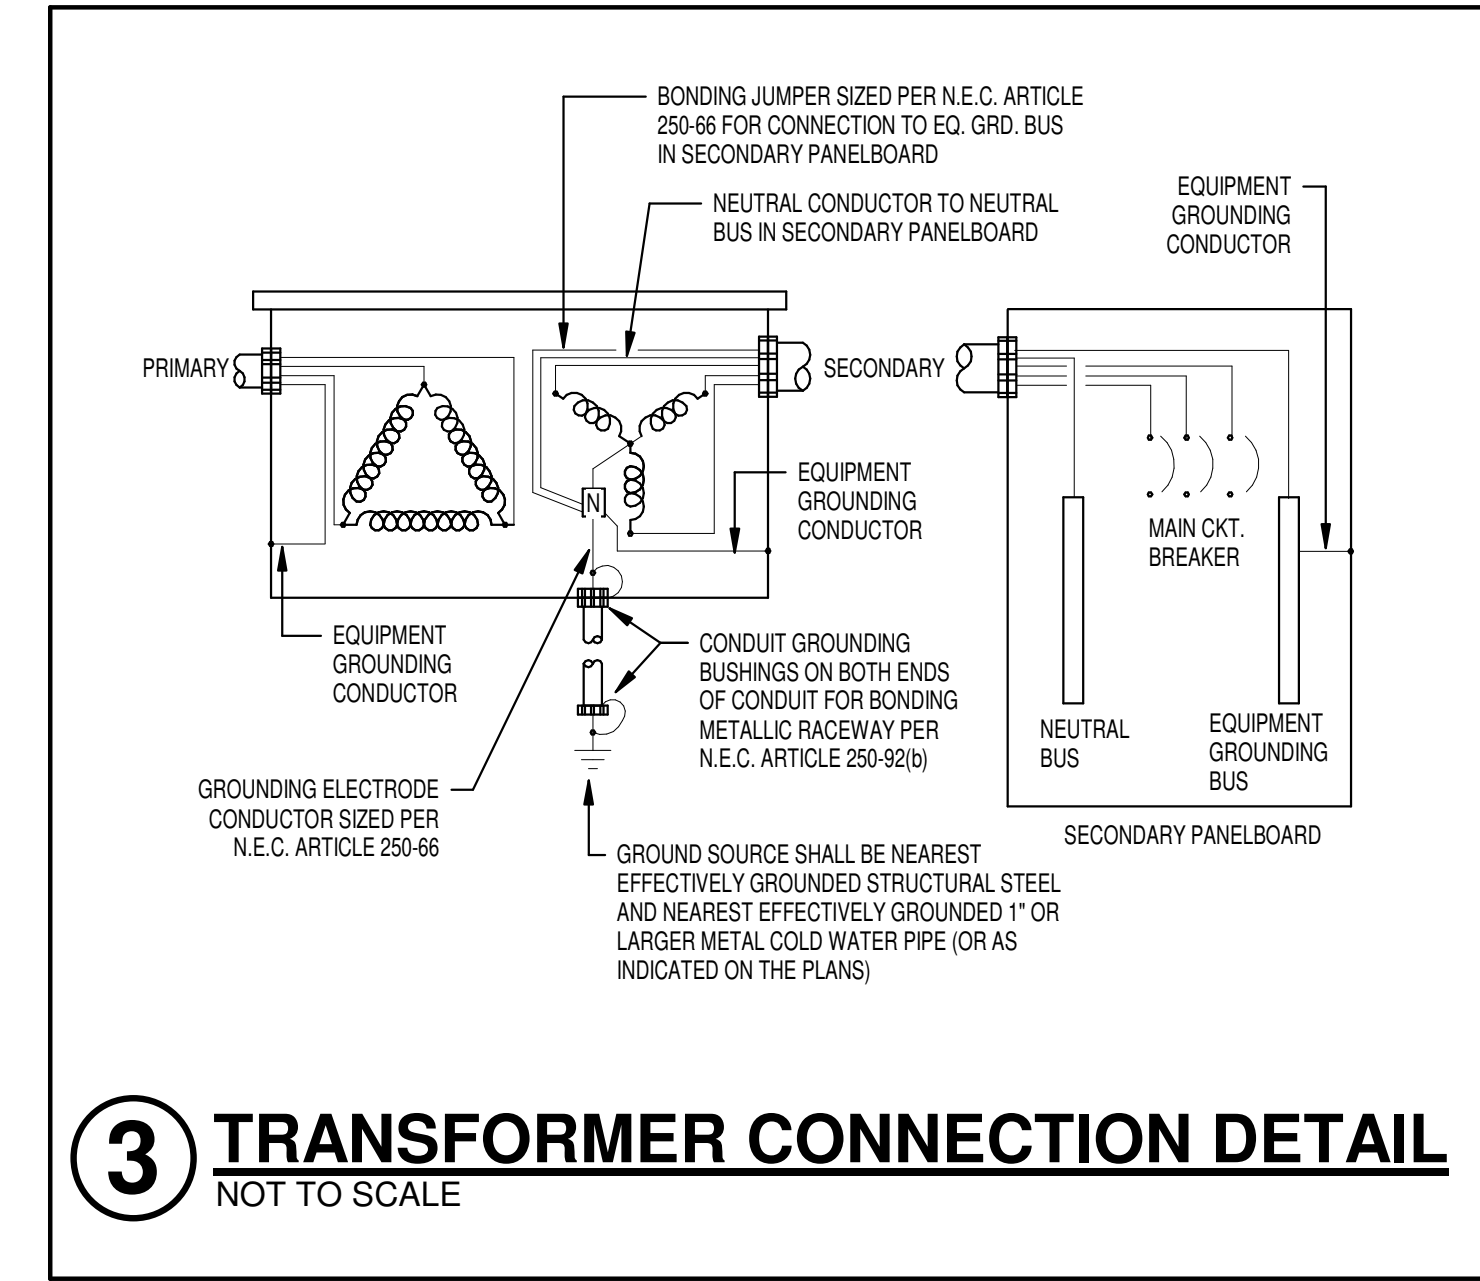 BONDING JUMPER SIZED PER N.E.C. ARTICLE
250-66 FOR CONNECTION TO EQ. GRD. BUS
IN SECONDARY PANELBOARD
NEUTRAL CONDUCTOR TO NEUTRAL
BUS IN SECONDARY PANELBOARD
EQUIPMENT
GROUNDING
CONDUCTOR
PRIMARY
SECONDARY
N
EQUIPMENT
GROUNDING
CONDUCTOR
MAIN CKT.
BREAKER
EQUIPMENT
GROUNDING
CONDUCTOR
CONDUIT GROUNDING
BUSHINGS ON BOTH ENDS
OF CONDUIT FOR BONDING
METALLIC RACEWAY PER
N.E.C. ARTICLE 250-92(b)
NEUTRAL
BUS
EQUIPMENT
GROUNDING
BUS
GROUNDING ELECTRODE
CONDUCTOR SIZED PER
N.E.C. ARTICLE 250-66
SECONDARY PANELBOARD
GROUND SOURCE SHALL BE NEAREST
EFFECTIVELY GROUNDED STRUCTURAL STEEL
AND NEAREST EFFECTIVELY GROUNDED 1" OR
LARGER METAL COLD WATER PIPE (OR AS
INDICATED ON THE PLANS)
3 TRANSFORMER CONNECTION DETAIL
NOT TO SCALE